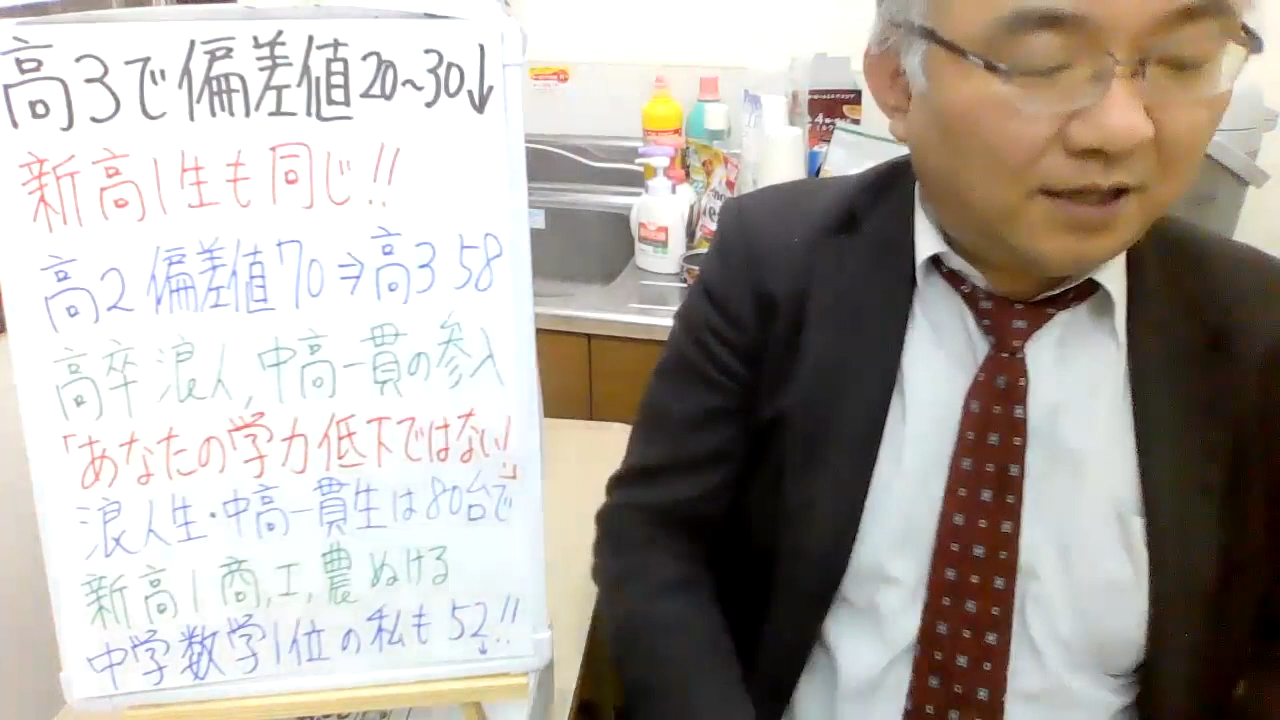 高3で偏差値20~30↓
新高1生も同じ!!
高2偏差値70⇒高3 58
高卒浪人,中高一貫の参入
「あなたの学力低下ではない!」
浪人生・中高一貫生は80台で
新高1商,工,農ぬける
中学数学1位の私も52!!